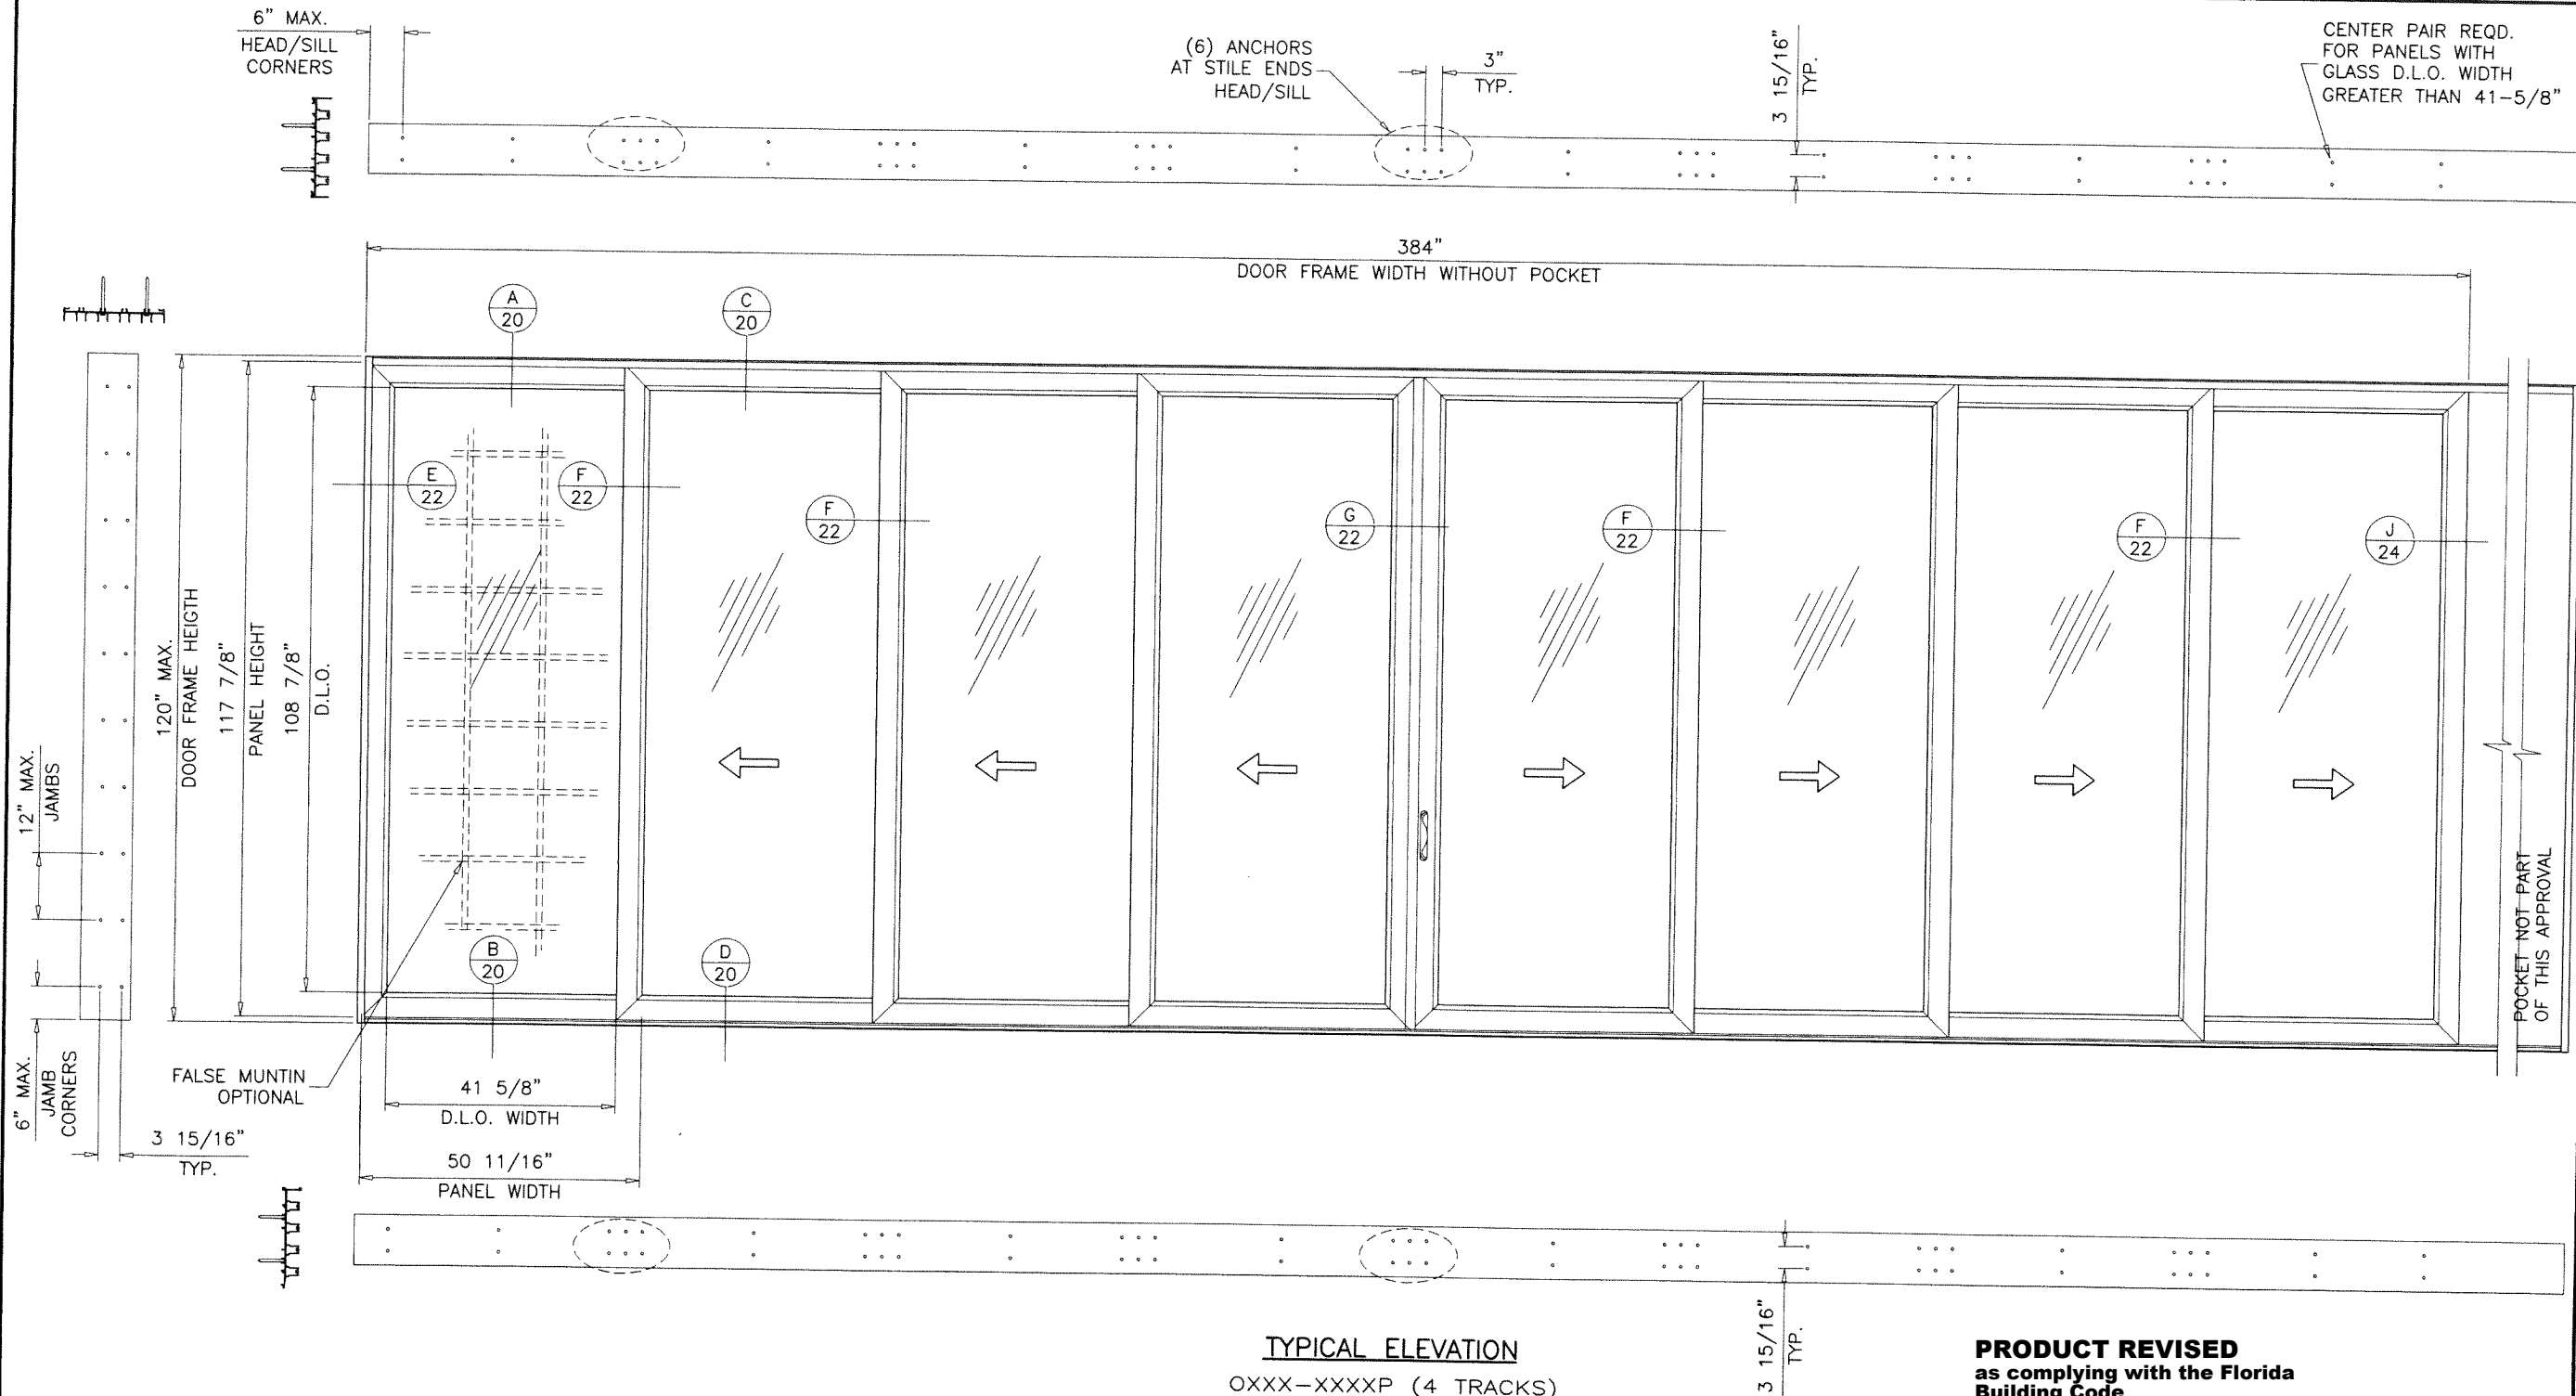 6" MAX.
HEAD/SILL
CORNERS
(6) ANCHORS
AT STILE ENDS
HEAD/SILL
3"
TYP.
3 15/16"
TYP.
CENTER PAIR REQD.
FOR PANELS WITH
GLASS D.L.O. WIDTH
GREATER THAN 41-5/8"
384"
DOOR FRAME WIDTH WITHOUT POCKET
A
20
C
20
E
22
F
22
F
22
G
22
F
22
F
22
J
24
120" MAX.
DOOR FRAME HEIGTH
117 7/8"
PANEL HEIGHT
108 7/8"
D.L.O.
12" MAX.
JAMBS
6" MAX.
JAMB
CORNERS
3 15/16"
TYP.
FALSE MUNTIN
OPTIONAL
B
20
D
20
41 5/8"
D.L.O. WIDTH
50 11/16"
PANEL WIDTH
POCKET NOT PART
OF THIS APPROVAL
3 15/16"
TYP.
TYPICAL ELEVATION
OXXX-XXXXP (4 TRACKS)
PRODUCT REVISED
as complying with the Florida
Building Code